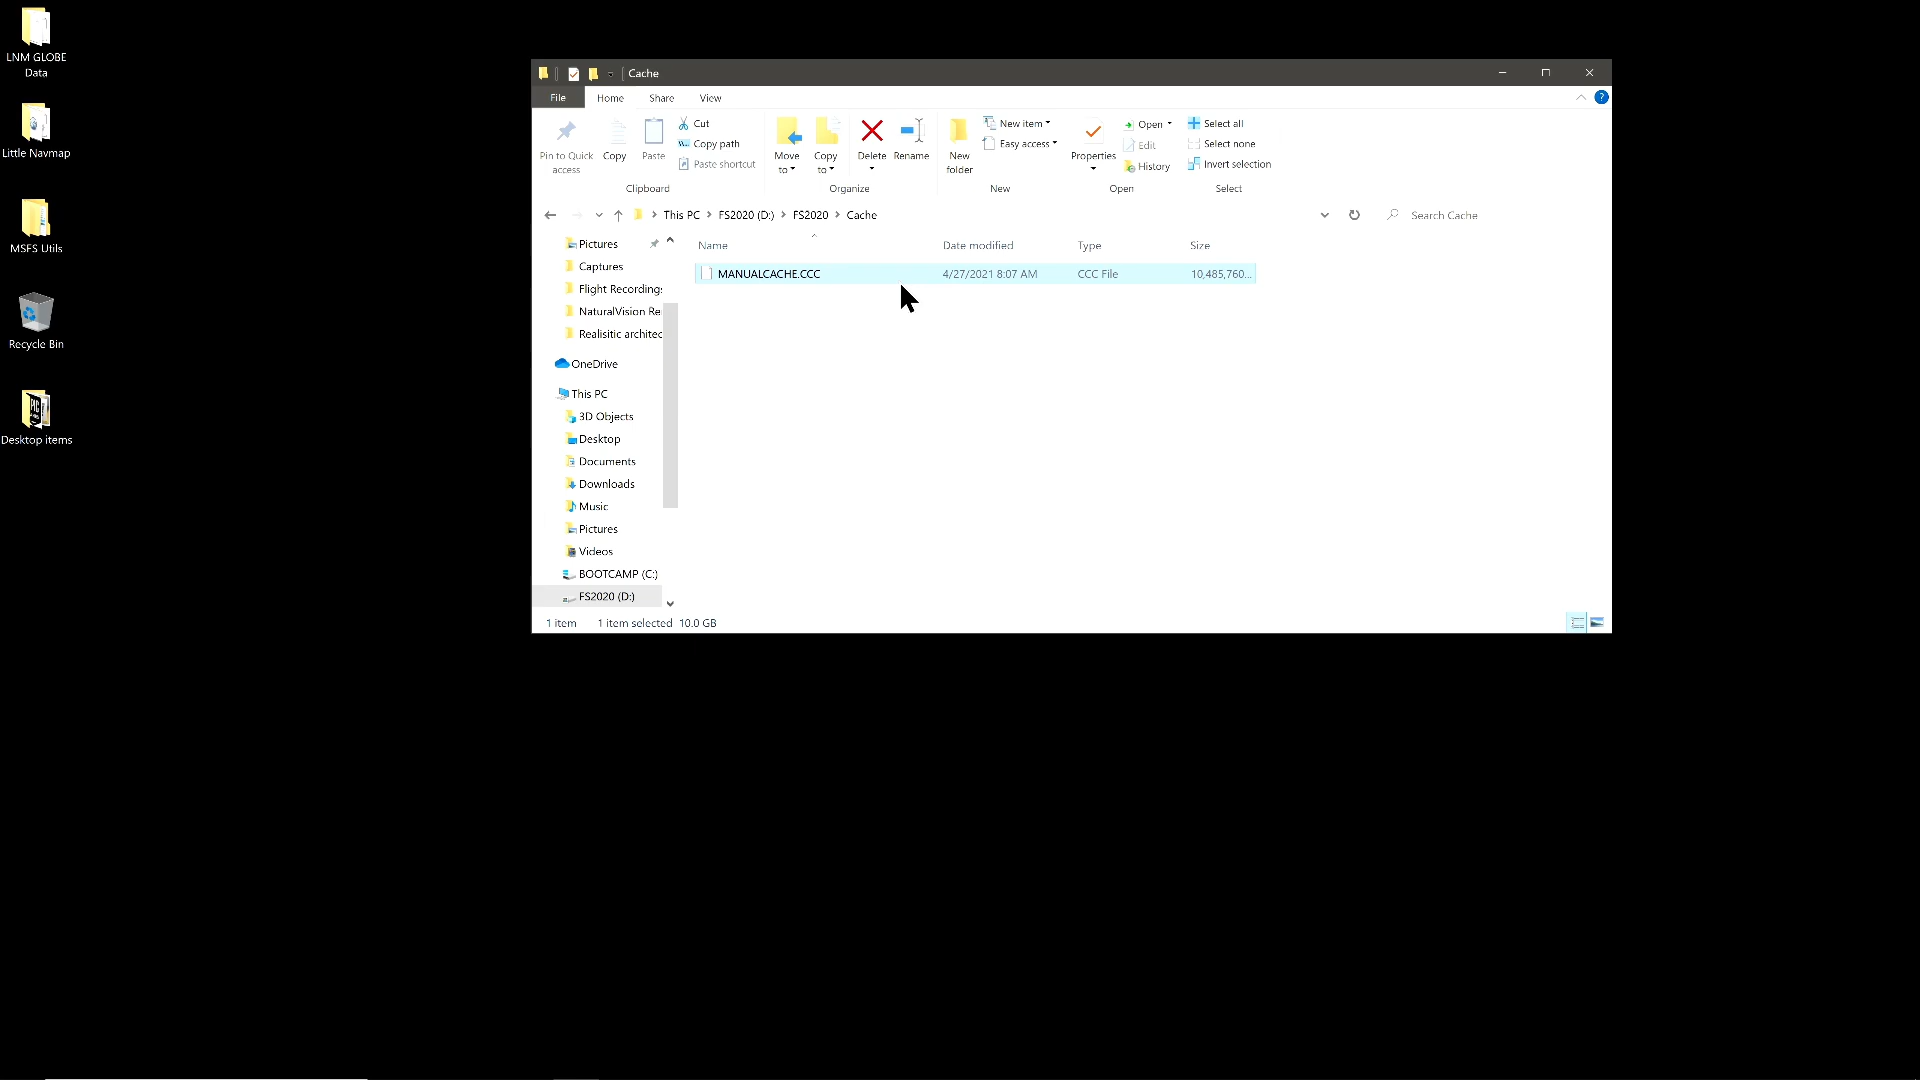 LNM GLOBE
Data
Little Navmap
MSFS Utils
Recycle Bin
Desktop items
Cache
File Home Share View
?
Pin to Quick
access
Copy
Paste
Cut
Copy path
Paste shortcut
Clipboard
Move
to
Copy
to
Delete
Rename
Organize
New
folder
New item
Easy access
New
Properties
Open
Edit
History
Open
Select all
Select none
Invert selection
Select
This PC FS2020 (D:) FS2020 Cache
Search Cache
Pictures
Captures
Flight Recordings
NaturalVision Re
Realisitic architec
OneDrive
This PC
3D Objects
Desktop
Documents
Downloads
Music
Pictures
Videos
BOOTCAMP (C:)
FS2020 (D:)
Name Date modified Type Size
MANUALCACHE.CCC 4/27/2021 8:07 AM CCC File 10,485,760...
1 item 1 item selected 10.0 GB